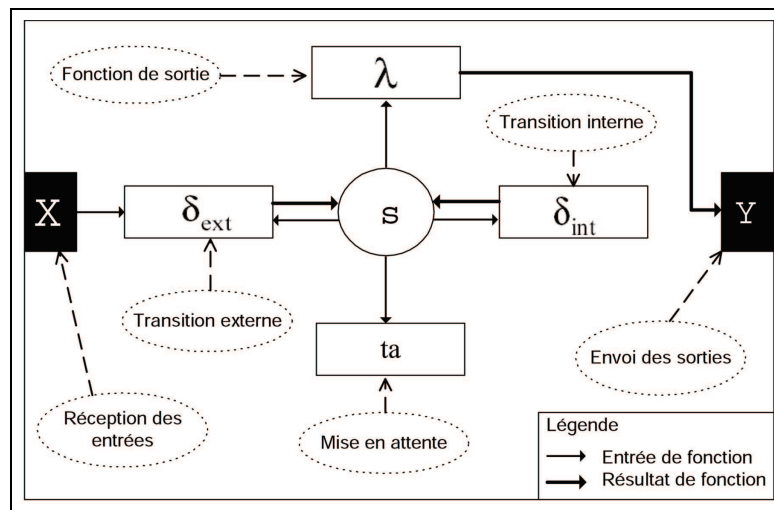 Fonction de sortie
λ
Transition interne
X
δext
s
δint
Y
Transition externe
ta
Envoi des sorties
Réception des
entrées
Mise en attente
Légende
Entrée de fonction
Résultat de fonction